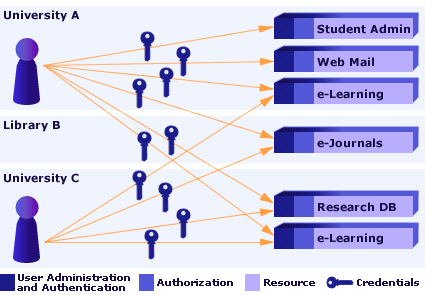 University A
Student Admin
Web Mail
e-Learning
Library B
e-Journals
University C
Research DB
e-Learning
User Administration
and Authentication
Authorization
Resource
Credentials